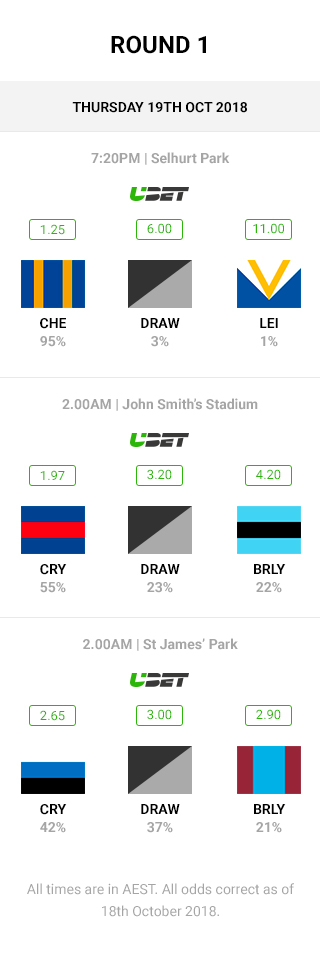 ROUND 1
THURSDAY 19TH OCT 2018
7:20PM | Selhurt Park
UBET
1.25 6.00 11.00
CHE DRAW LEI
95% 3% 1%
2.00AM | John Smith's Stadium
UBET
1.97 3.20 4.20
CRY DRAW BRLY
55% 23% 22%
2.00AM | St James’ Park
UBET
2.65 3.00 2.90
CRY DRAW BRLY
42% 37% 21%
All times are in AEST. All odds correct as of
18th October 2018.